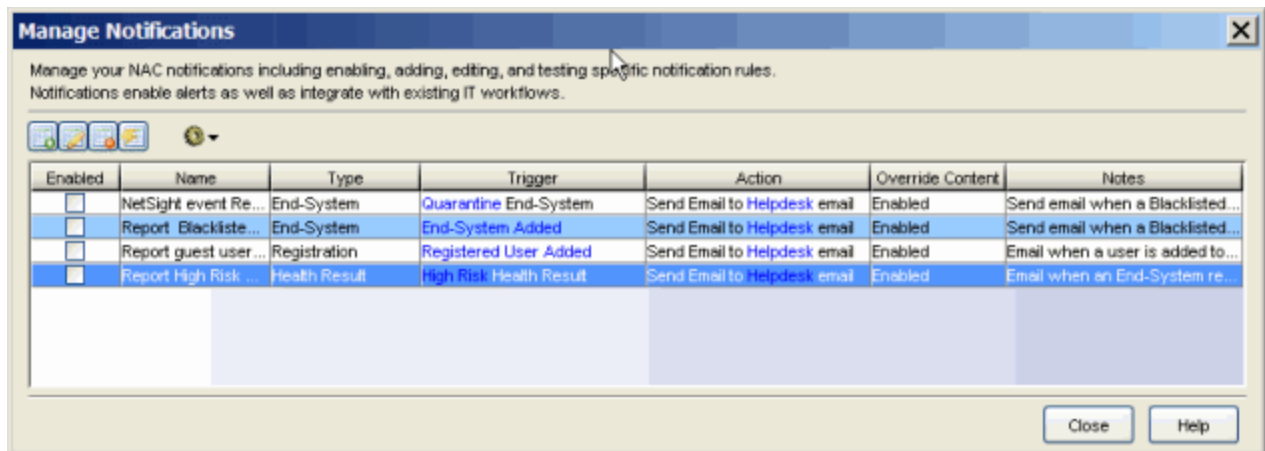 Manage Notifications
Manage your NAC notifications including enabling, adding, editing, and testing specific notification rules.
Notifications enable alerts as well as integrate with existing IT workflows.
Enabled Name Type Trigger Action Override Content Notes
NetSight event Re... End-System Quarantine End-System Send Email to Helpdesk email Enabled Send email when a Blacklisted...
Report Blackliste... End-System End-System Added Send Email to Helpdesk email Enabled Send email when a Blacklisted...
Report guest user... Registration Registered User Added Send Email to Helpdesk email Enabled Email when a user is added to...
Report High Risk ... Health Result High Risk Health Result Send Email to Helpdesk email Enabled Email when an End-System re...
Close Help